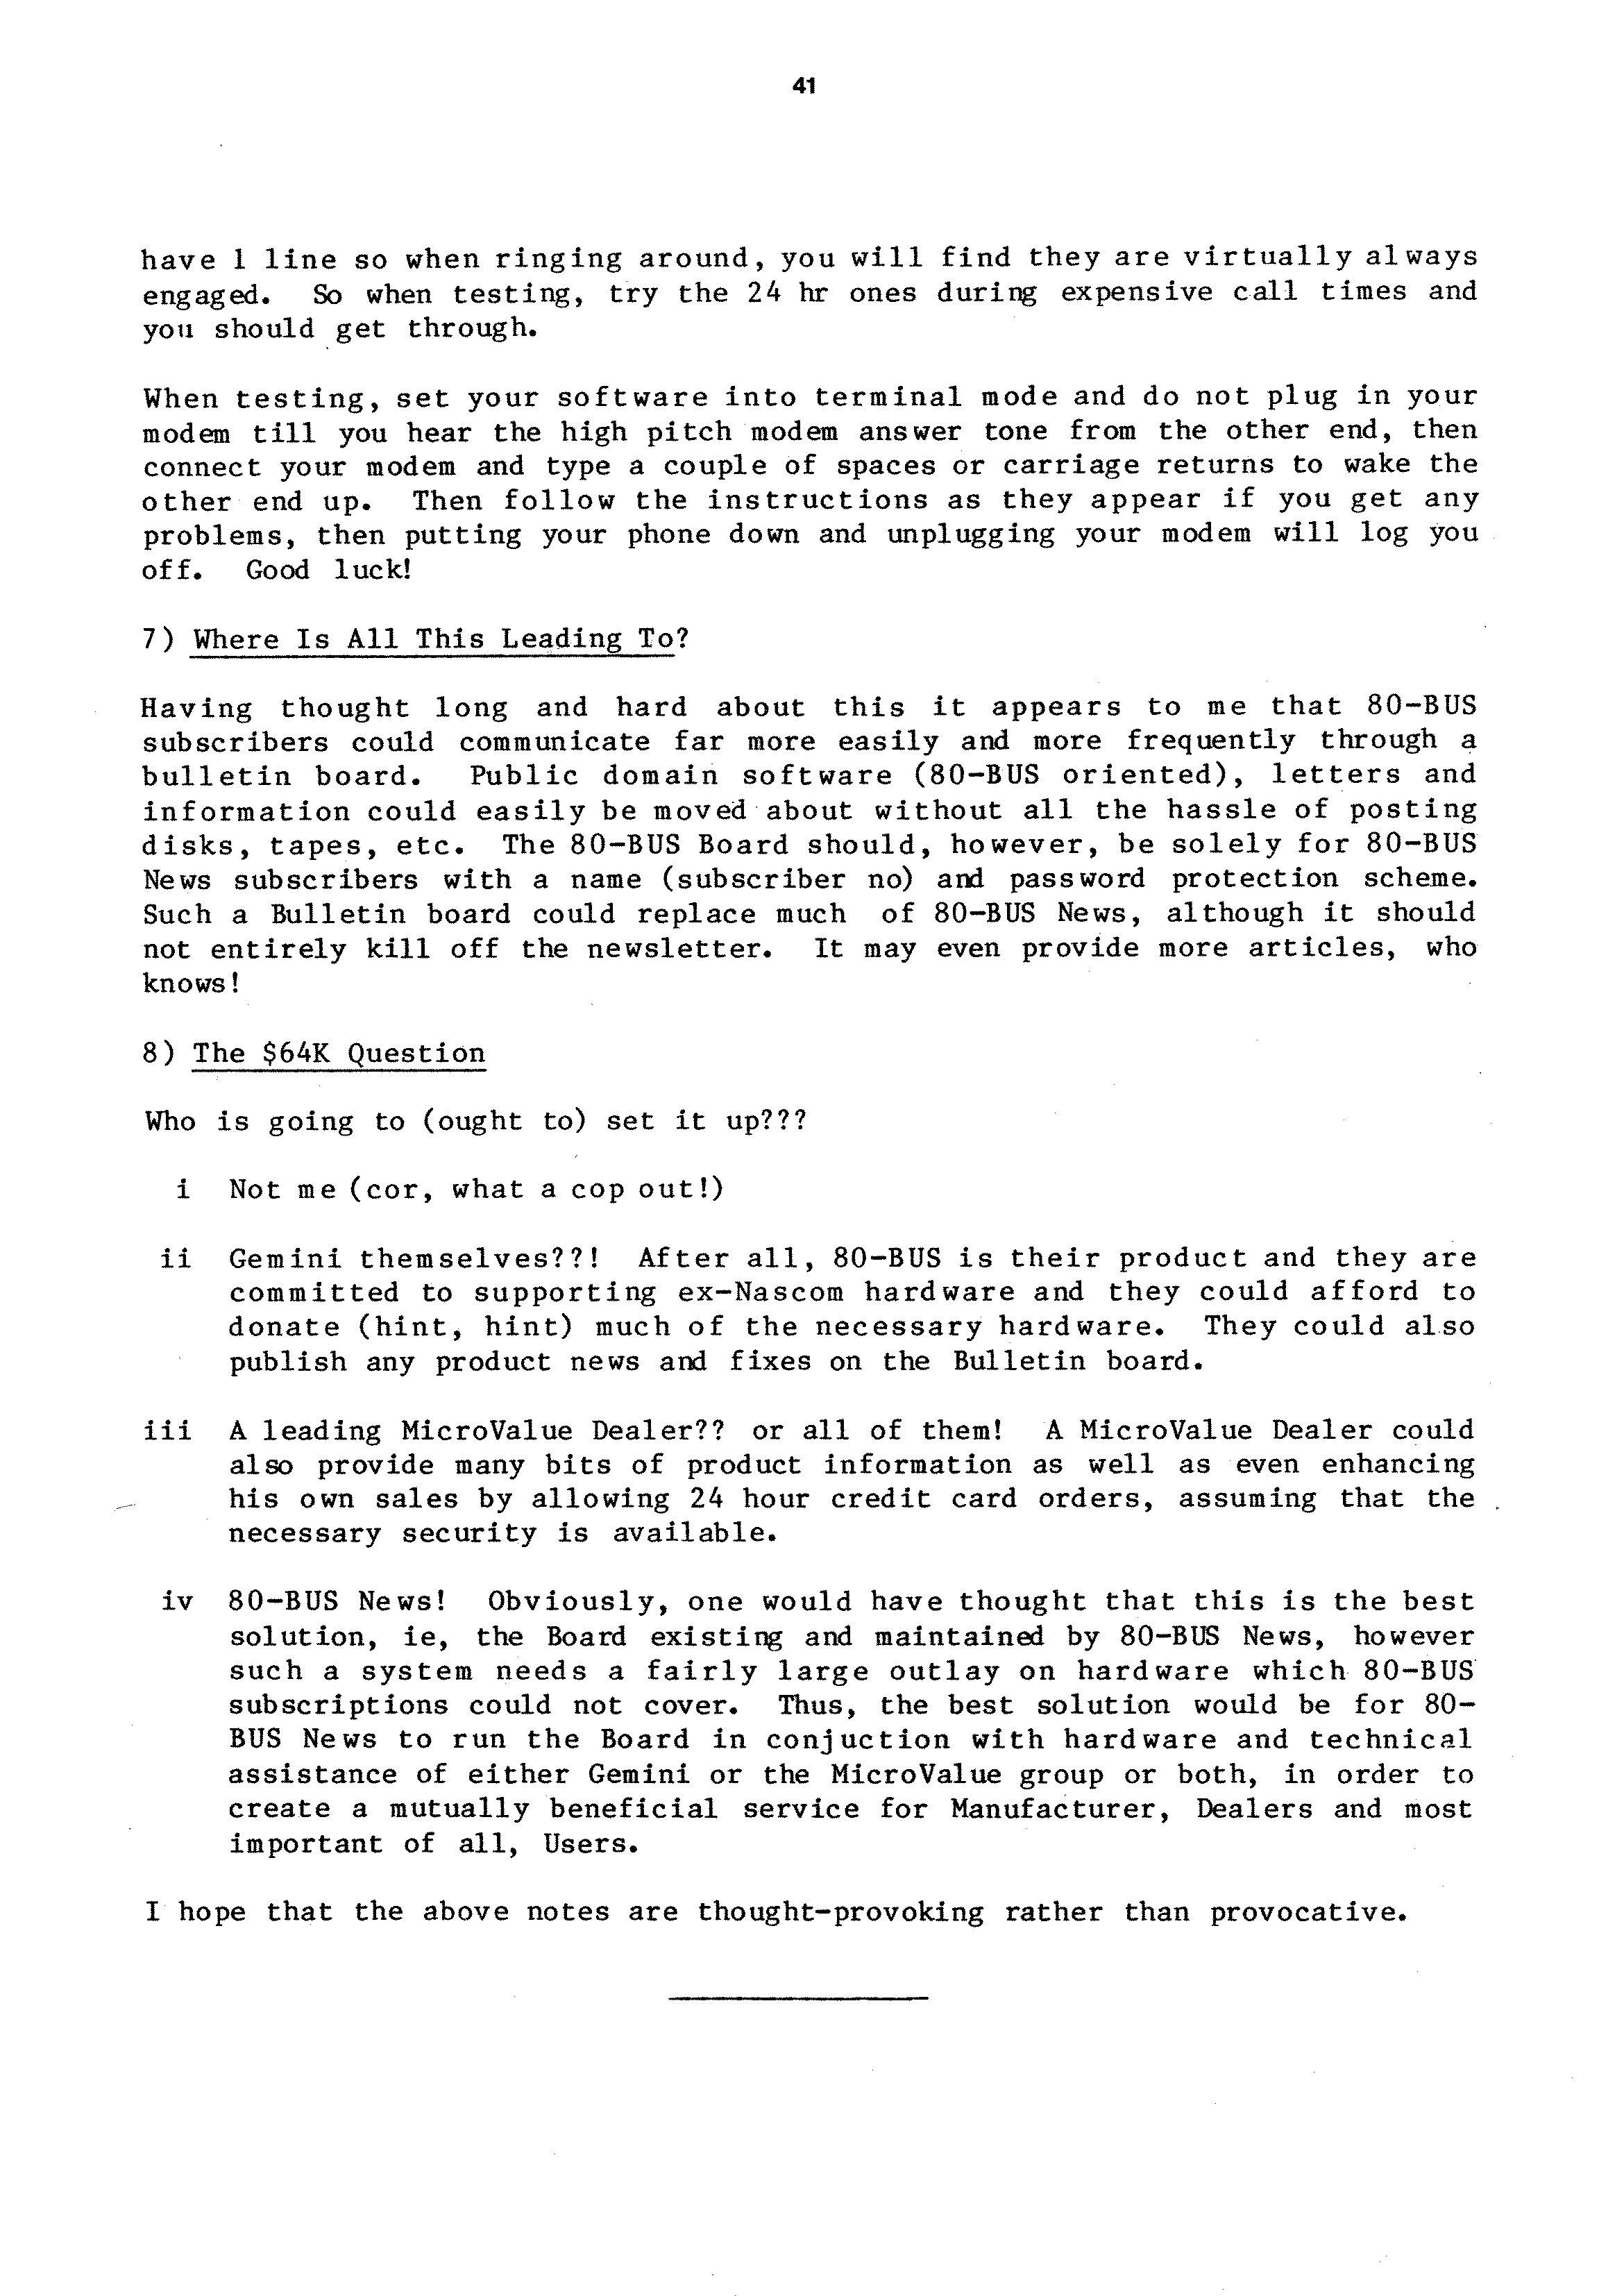 41
have 1 line so when ringing around, you will find they are virtually always
engaged. So when testing, try the 24 hr ones during expensive call times and
you should get through.
When testing, set your software into terminal mode and do not plug in your
modem till you hear the high pitch modem answer tone from the other end, then
connect your modem and type a couple of spaces or carriage returns to wake the
other end up. Then follow the instructions as they appear if you get any
problems, then putting your phone down and unplugging your modem will log you
off. Good luck!
7) Where Is All This Leading To?
Having thought long and hard about this it appears to me that 80-BUS
subscribers could communicate far more easily and more frequently through a
bulletin board. Public domain software (80-BUS oriented), letters and
information could easily be moved about without all the hassle of posting
disks, tapes, etc. The 80-BUS Board should, however, be solely for 80-BUS
News subscribers with a name (subscriber no) and password protection scheme.
Such a Bulletin board could replace much of 80-BUS News, although it should
not entirely kill off the newsletter. It may even provide more articles, who
knows!
8) The $64K Question
Who is going to (ought to) set it up???
i Not me (cor, what a cop out!)
ii Gemini themselves??! After all, 80-BUS is their product and they are
committed to supporting ex-Nascom hardware and they could afford to
donate (hint, hint) much of the necessary hardware. They could also
publish any product news and fixes on the Bulletin board.
iii A leading MicroValue Dealer?? or all of them! A MicroValue Dealer could
also provide many bits of product information as well as even enhancing
his own sales by allowing 24 hour credit card orders, assuming that the
necessary security is available.
iv 80-BUS News! Obviously, one would have thought that this is the best
solution, ie, the Board existing and maintained by 80-BUS News, however
such a system needs a fairly large outlay on hardware which 80-BUS
subscriptions could not cover. Thus, the best solution would be for 80-
BUS News to run the Board in conjuction with hardware and technical
assistance of either Gemini or the MicroValue group or both, in order to
create a mutually beneficial service for Manufacturer, Dealers and most
important of all, Users.
I hope that the above notes are thought-provoking rather than provocative.